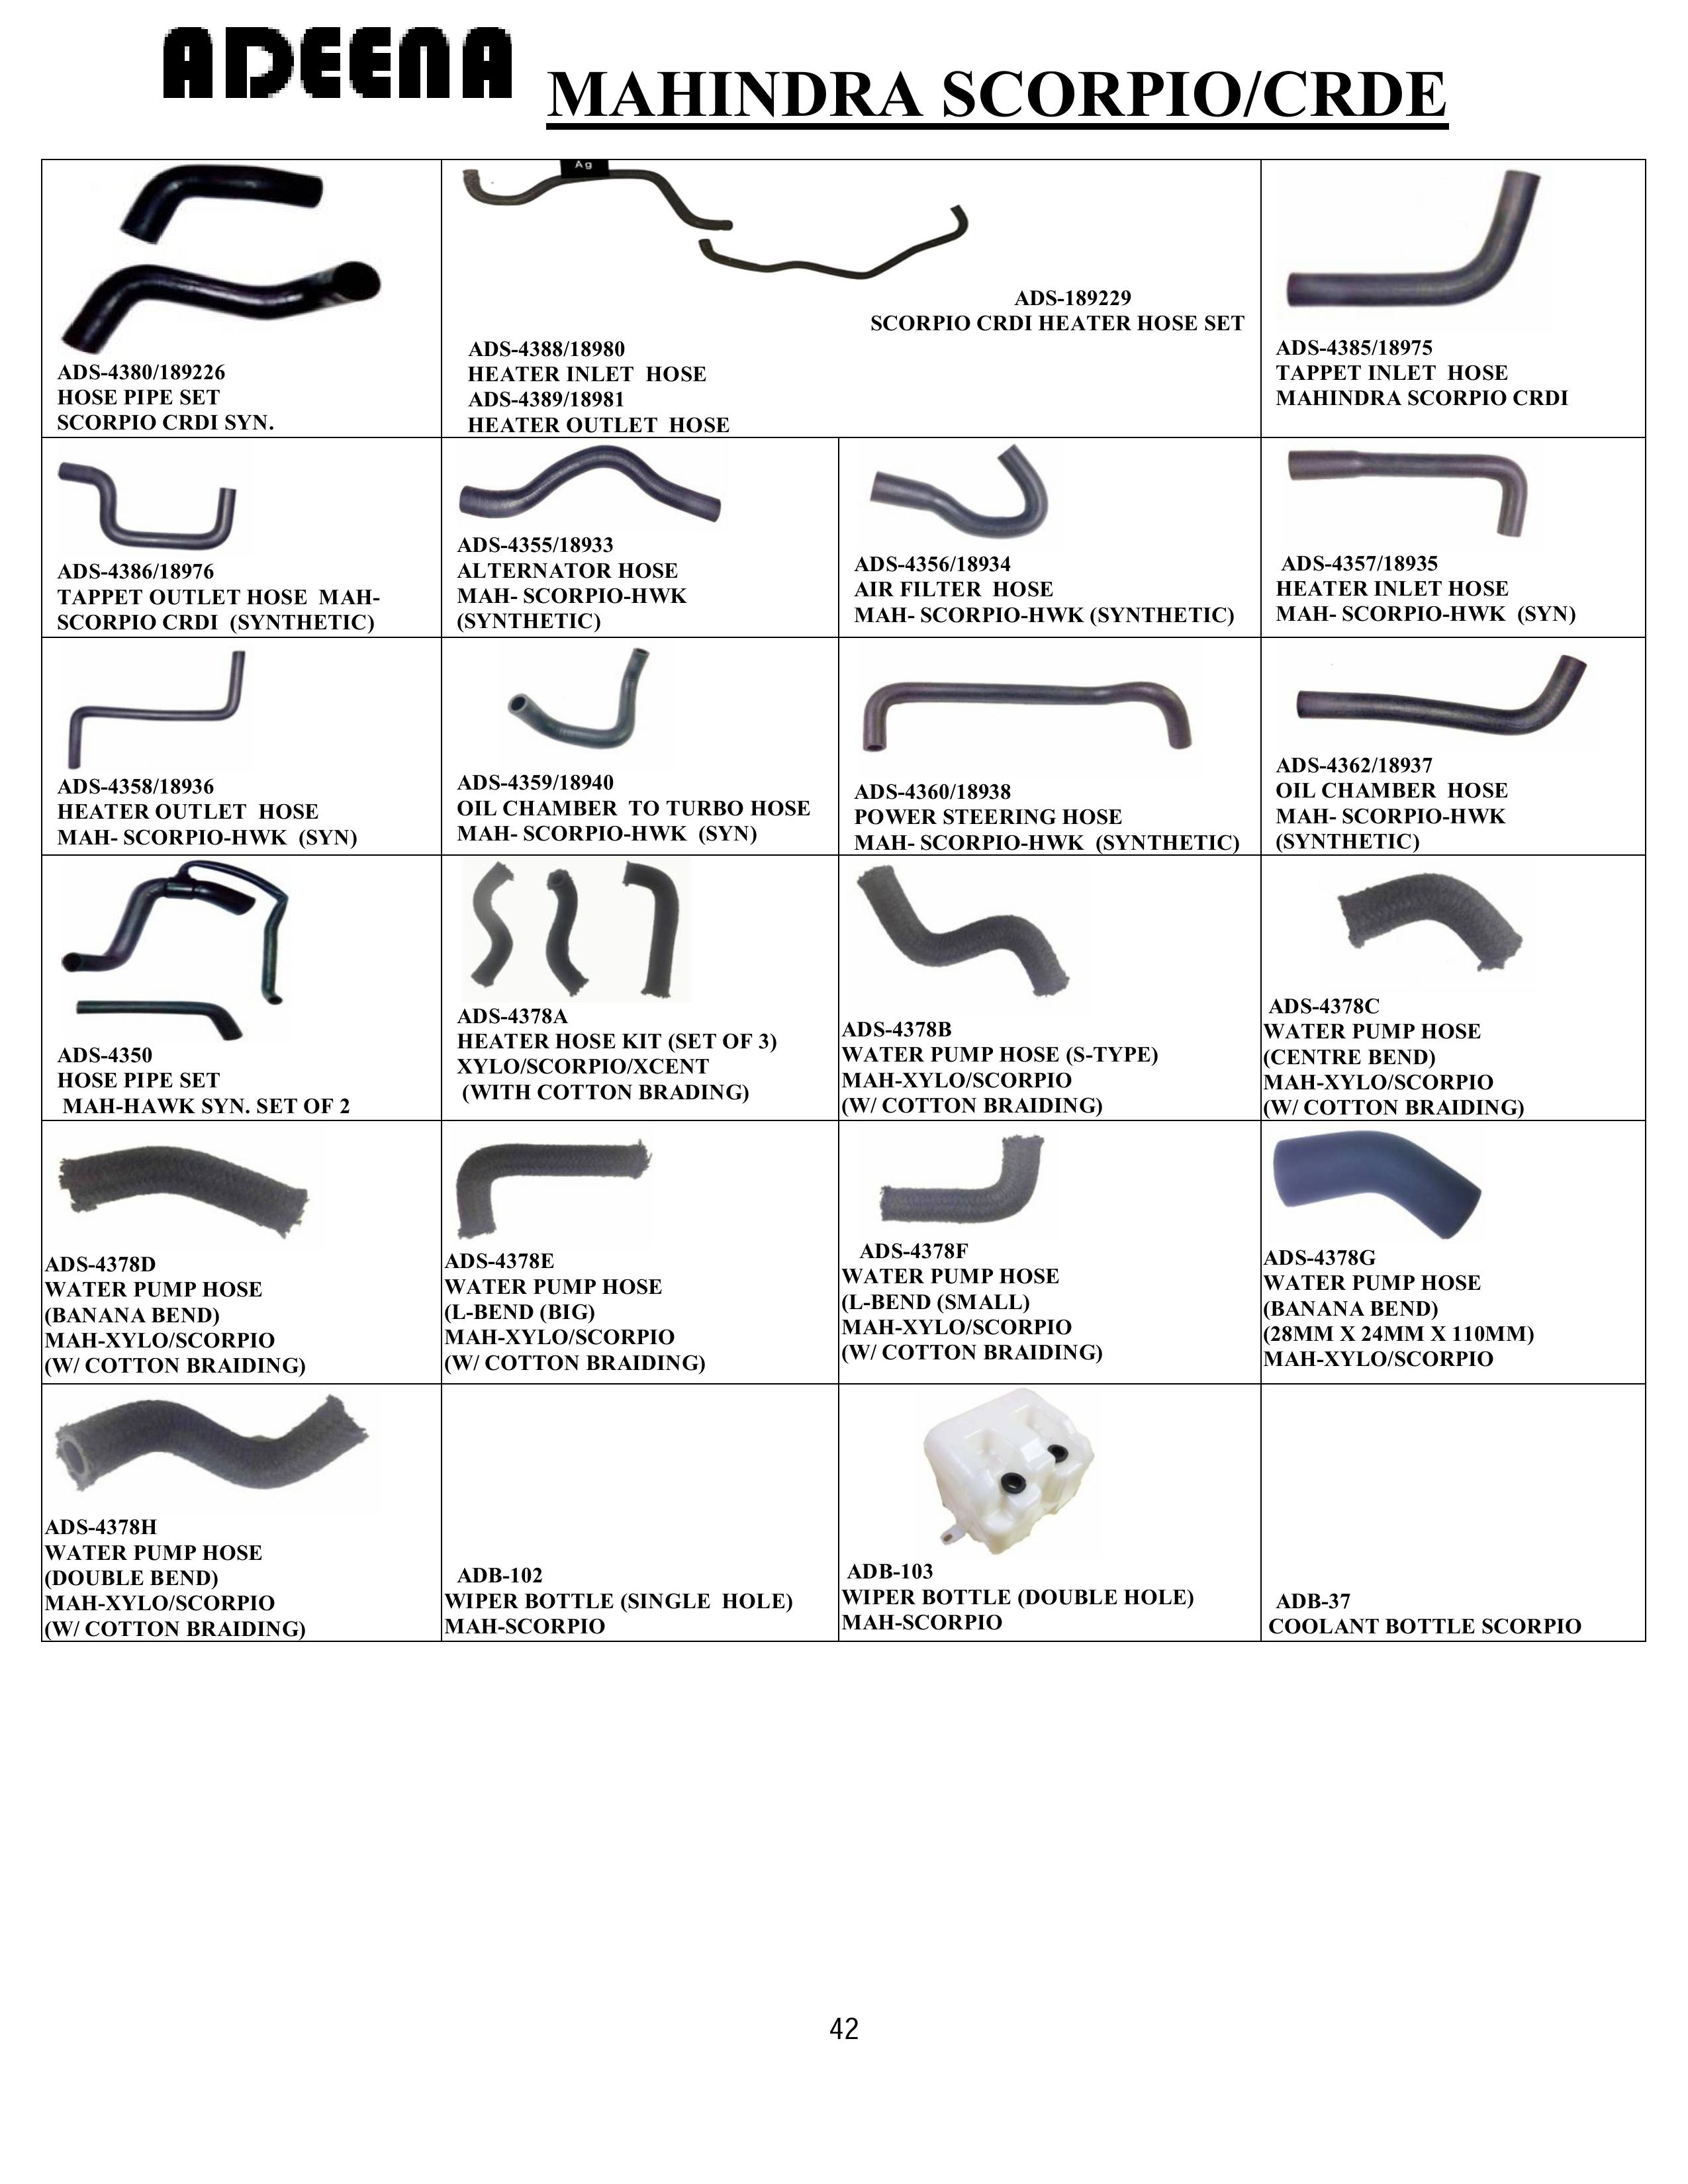 ADEENA
MAHINDRA SCORPIO/CRDE
ADS-4380/189226
HOSE PIPE SET
SCORPIO CRDI SYN.
Ag
ADS-189229
SCORPIO CRDI HEATER HOSE SET
ADS-4388/18980
HEATER INLET HOSE
ADS-4389/18981
HEATER OUTLET HOSE
ADS-4385/18975
TAPPET INLET HOSE
MAHINDRA SCORPIO CRDI
ADS-4386/18976
TAPPET OUTLET HOSE MAH-
SCORPIO CRDI (SYNTHETIC)
ADS-4355/18933
ALTERNATOR HOSE
MAH- SCORPIO-HWK
(SYNTHETIC)
ADS-4356/18934
AIR FILTER HOSE
MAH- SCORPIO-HWK (SYNTHETIC)
ADS-4357/18935
HEATER INLET HOSE
MAH- SCORPIO-HWK (SYN)
ADS-4358/18936
HEATER OUTLET HOSE
MAH- SCORPIO-HWK (SYN)
ADS-4359/18940
OIL CHAMBER TO TURBO HOSE
MAH- SCORPIO-HWK (SYN)
ADS-4360/18938
POWER STEERING HOSE
MAH- SCORPIO-HWK (SYNTHETIC)
ADS-4362/18937
OIL CHAMBER HOSE
MAH- SCORPIO-HWK
(SYNTHETIC)
ADS-4350
HOSE PIPE SET
MAH-HAWK SYN. SET OF 2
ADS-4378A
HEATER HOSE KIT (SET OF 3)
XYLO/SCORPIO/XCENT
(WITH COTTON BRADING)
ADS-4378B
WATER PUMP HOSE (S-TYPE)
MAH-XYLO/SCORPIO
(W/ COTTON BRAIDING)
ADS-4378C
WATER PUMP HOSE
(CENTRE BEND)
MAH-XYLO/SCORPIO
(W/ COTTON BRAIDING)
ADS-4378D
WATER PUMP HOSE
(BANANA BEND)
MAH-XYLO/SCORPIO
(W/ COTTON BRAIDING)
ADS-4378E
WATER PUMP HOSE
(L-BEND (BIG)
MAH-XYLO/SCORPIO
(W/ COTTON BRAIDING)
ADS-4378F
WATER PUMP HOSE
(L-BEND (SMALL)
MAH-XYLO/SCORPIO
(W/ COTTON BRAIDING)
ADS-4378G
WATER PUMP HOSE
(BANANA BEND)
(28MM X 24MM X 110MM)
MAH-XYLO/SCORPIO
ADS-4378H
WATER PUMP HOSE
(DOUBLE BEND)
MAH-XYLO/SCORPIO
(W/ COTTON BRAIDING)
ADB-102
WIPER BOTTLE (SINGLE HOLE)
MAH-SCORPIO
ADB-103
WIPER BOTTLE (DOUBLE HOLE)
MAH-SCORPIO
ADB-37
COOLANT BOTTLE SCORPIO
42